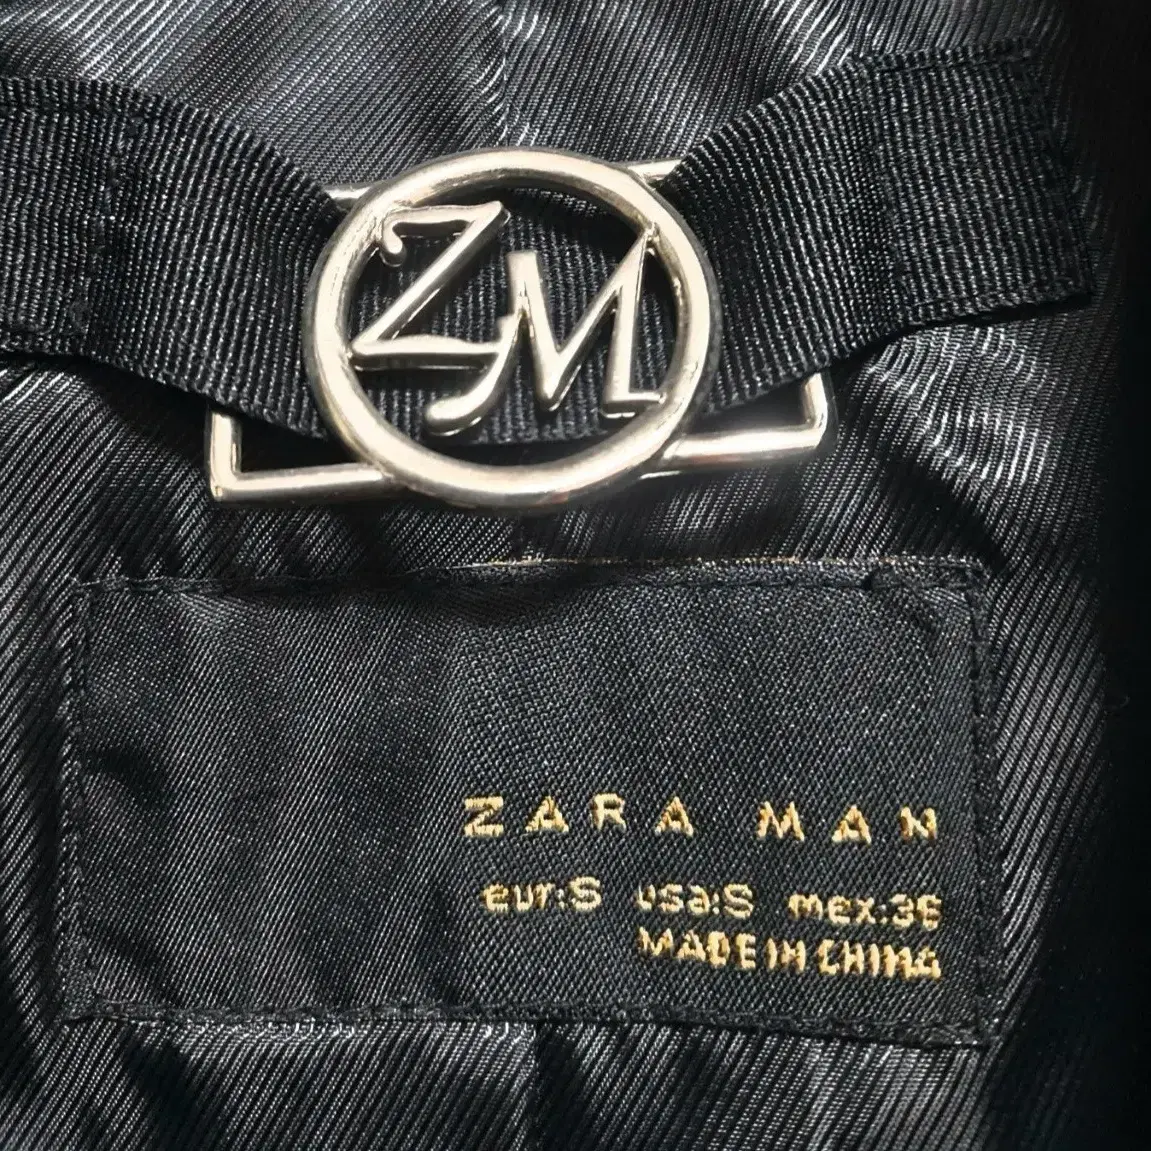 ZM
ZARA MAN
eur:S usa:S mex:36
MADE IN CHINA